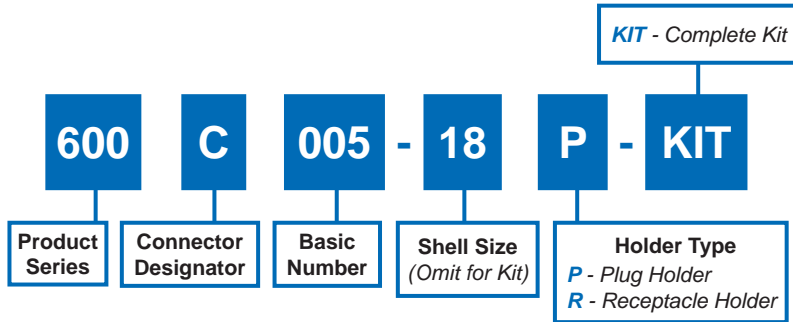 KIT - Complete Kit
600 C 005 - 18 P - KIT
Product
Series
Connector
Designator
Basic
Number
Shell Size
(Omit for Kit)
Holder Type
P - Plug Holder
R - Receptacle Holder